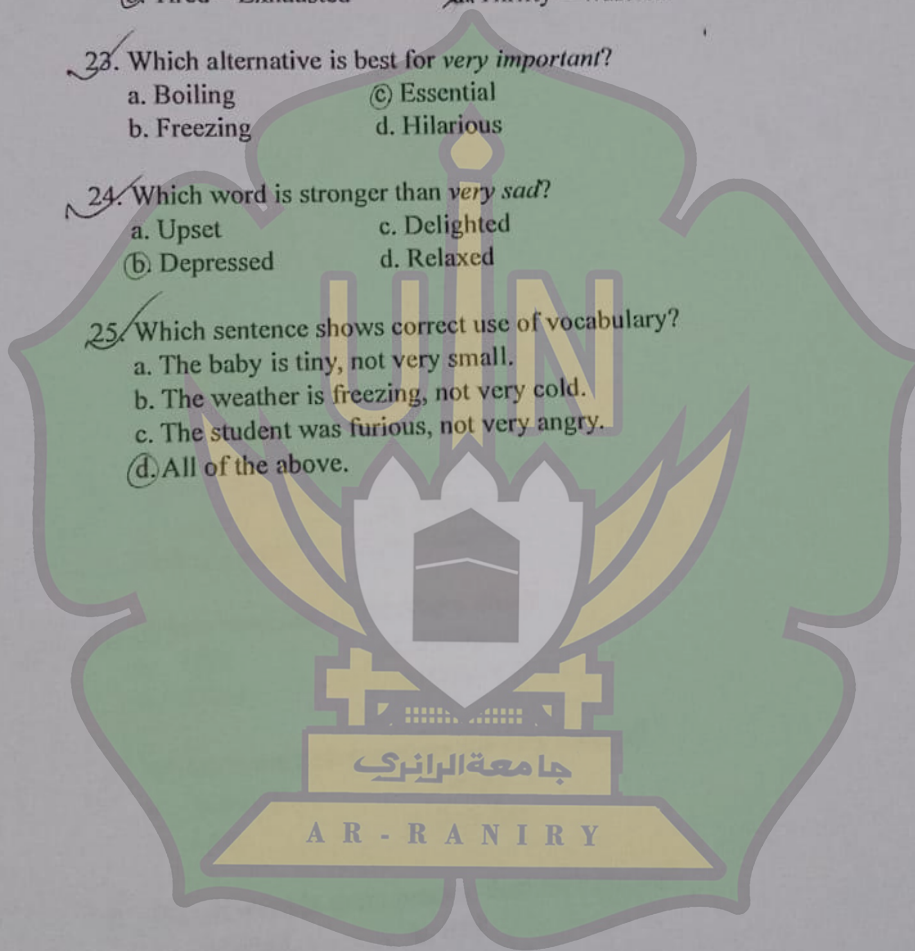 Tired – Exhausted
23. Which alternative is best for very important?
a. Boiling c. Essential
b. Freezing d. Hilarious
24. Which word is stronger than very sad?
a. Upset c. Delighted
b. Depressed d. Relaxed
25. Which sentence shows correct use of vocabulary?
a. The baby is tiny, not very small.
b. The weather is freezing, not very cold.
c. The student was furious, not very angry.
d. All of the above.
UIN
جامعة الرانري
AR-RANIRY